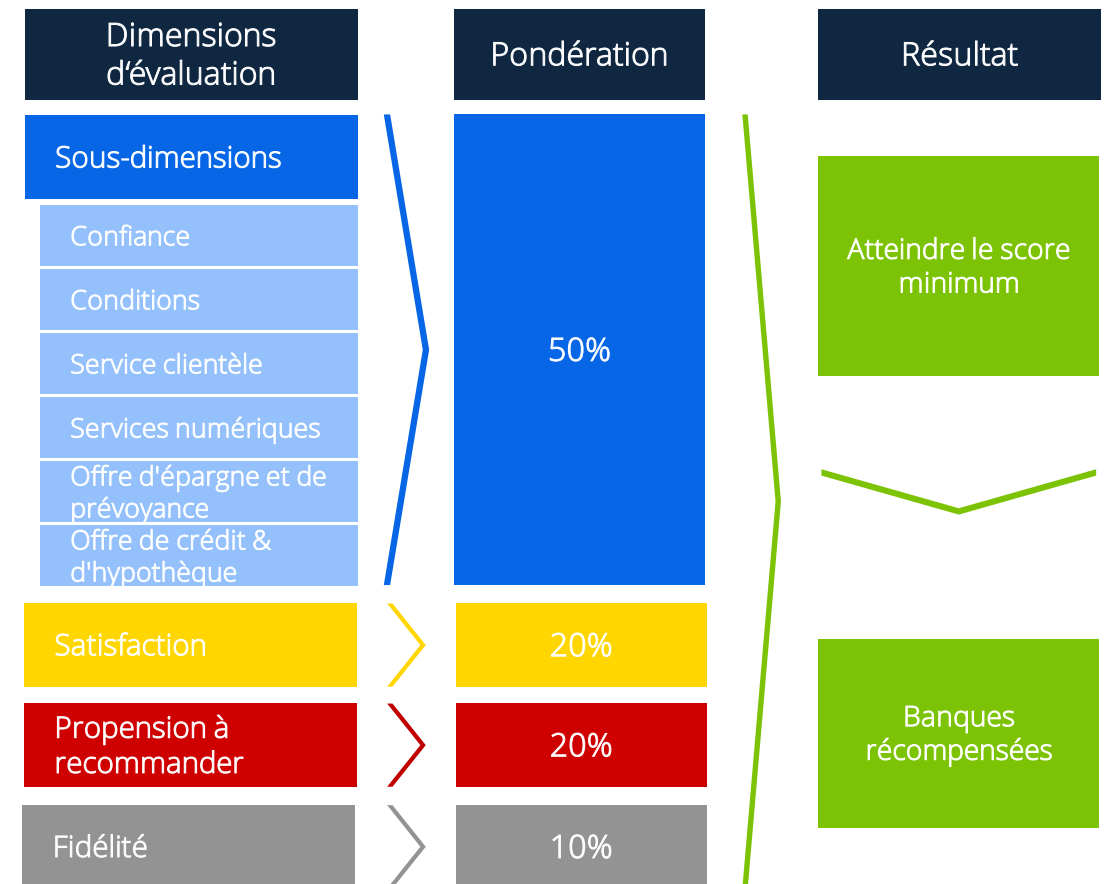 Dimensions
d‘évaluation
Pondération
Résultat
Sous-dimensions
Confiance
Conditions
Service clientèle
Services numériques
Offre d'épargne et de
prévoyance
Offre de crédit &
d'hypothèque
50%
Atteindre le score
minimum
Satisfaction
20%
Propension à
recommander
20%
Banques
récompensées
Fidélité
10%